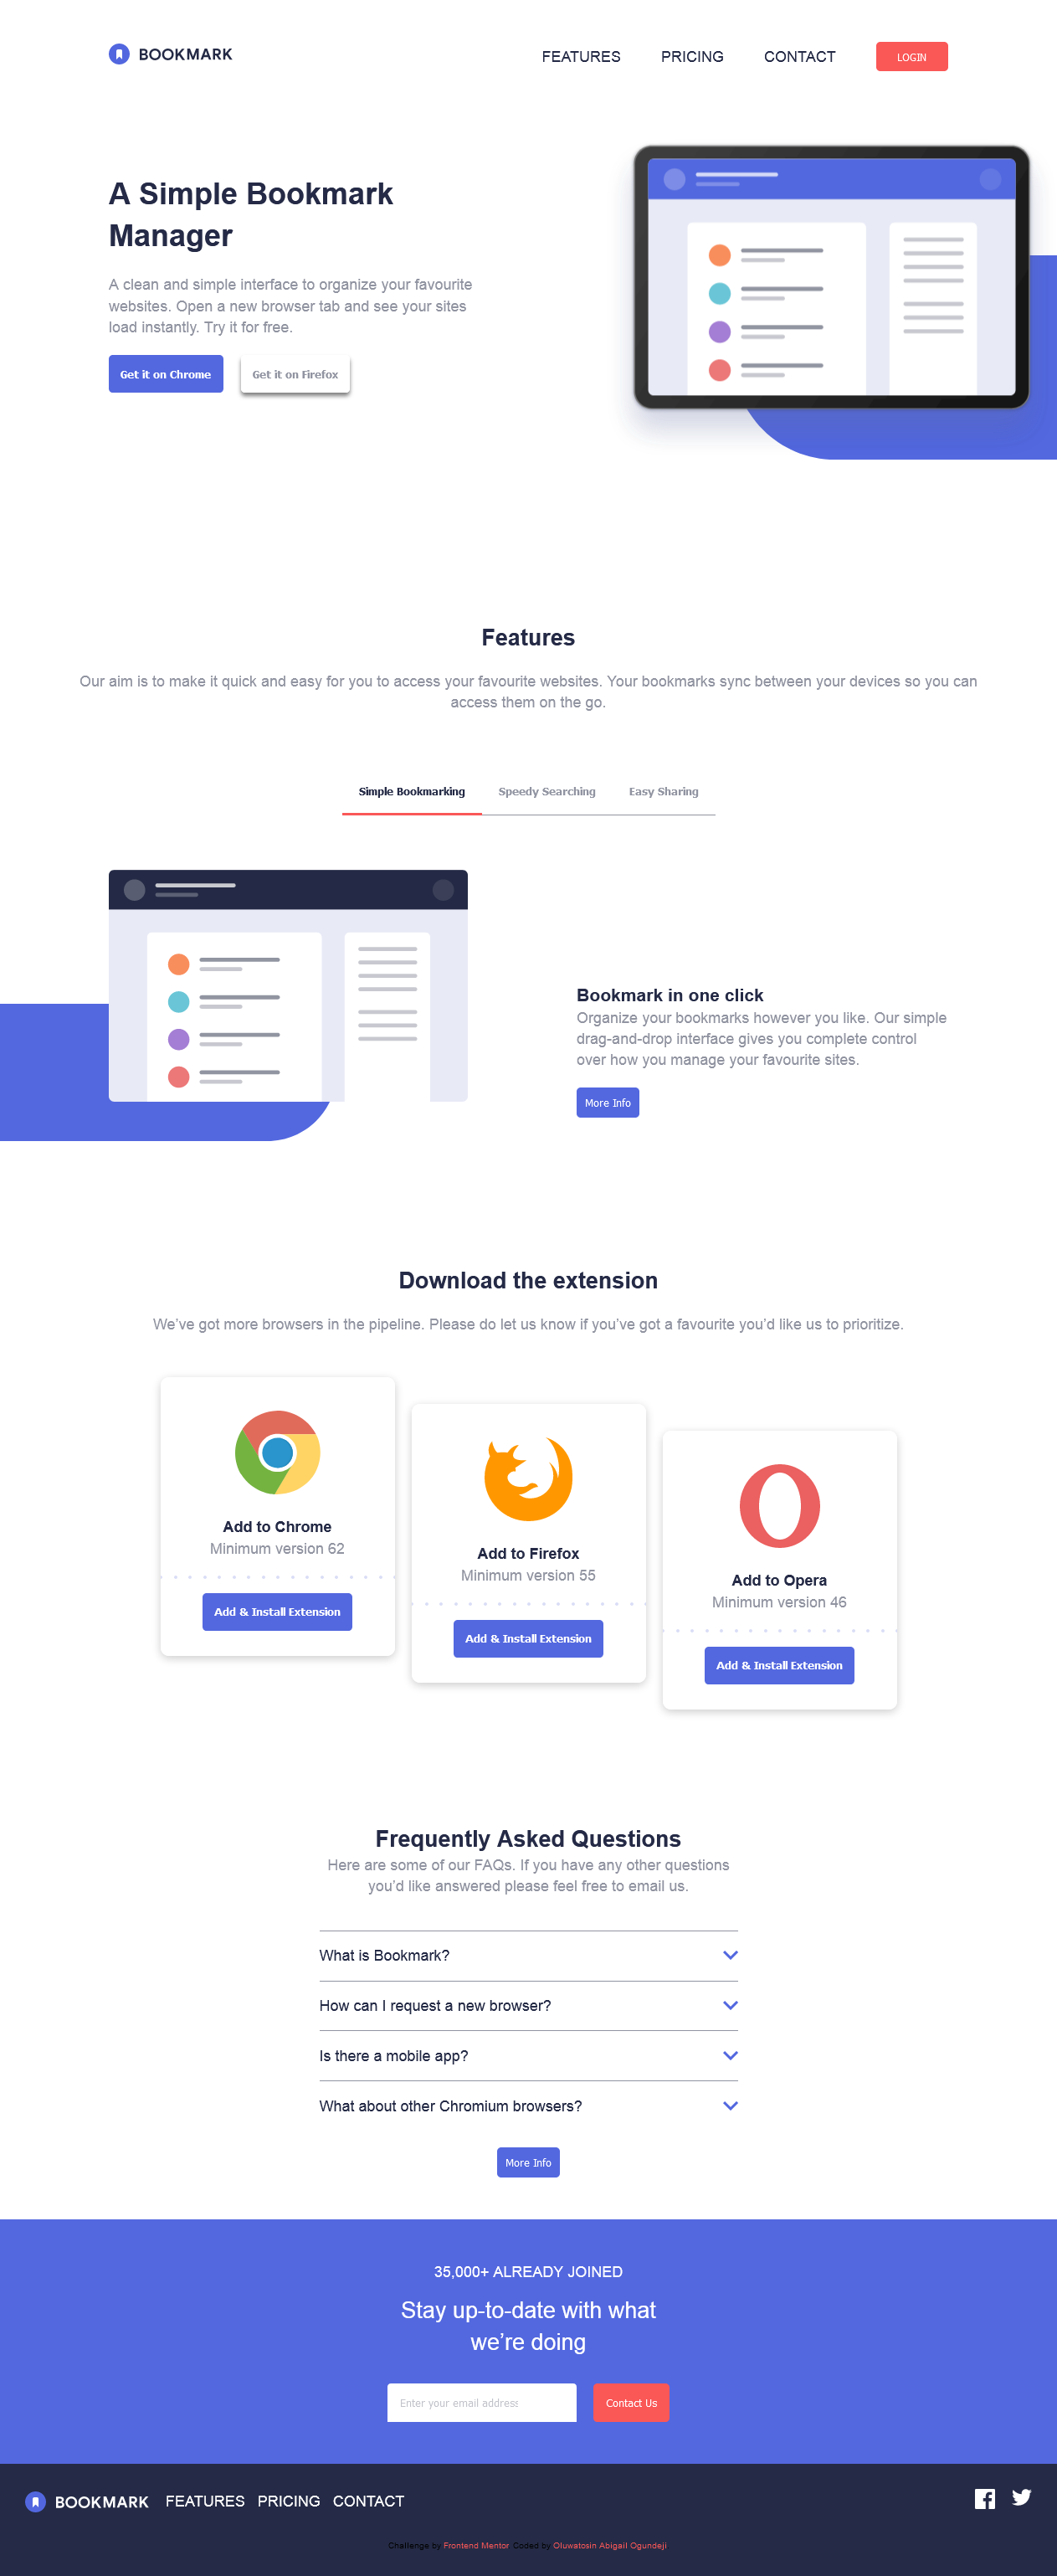 BOOKMARK
FEATURES PRICING CONTACT LOGIN
A Simple Bookmark
Manager
A clean and simple interface to organize your favourite
websites. Open a new browser tab and see your sites
load instantly. Try it for free.
Get it on Chrome Get it on Firefox
Features
Our aim is to make it quick and easy for you to access your favourite websites. Your bookmarks sync between your devices so you can
access them on the go.
Simple Bookmarking Speedy Searching Easy Sharing
Bookmark in one click
Organize your bookmarks however you like. Our simple
drag-and-drop interface gives you complete control
over how you manage your favourite sites.
More Info
Download the extension
We’ve got more browsers in the pipeline. Please do let us know if you’ve got a favourite you’d like us to prioritize.
Add to Chrome
Minimum version 62
Add & Install Extension
Add to Firefox
Minimum version 55
Add & Install Extension
Add to Opera
Minimum version 46
Add & Install Extension
Frequently Asked Questions
Here are some of our FAQs. If you have any other questions
you’d like answered please feel free to email us.
What is Bookmark?
How can I request a new browser?
Is there a mobile app?
What about other Chromium browsers?
More Info
35,000+ ALREADY JOINED
Stay up-to-date with what
we’re doing
Enter your email address Contact Us
BOOKMARK FEATURES PRICING CONTACT
Challenge by Frontend Mentor. Coded by Oluwatosin Abigail Ogundeji.